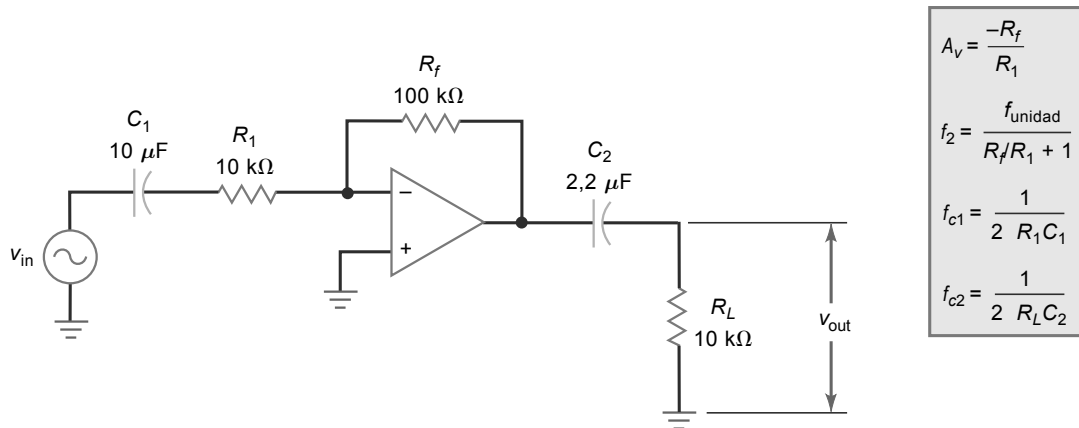 R_f
100 kΩ
C_1
10 μF
R_1
10 kΩ
C_2
2,2 μF
−
+
v_in
R_L
10 kΩ
v_out
A_v = −R_f / R_1
f_2 = f_unidad / R_f/R_1 + 1
f_c1 = 1 / 2 R_1C_1
f_c2 = 1 / 2 R_LC_2